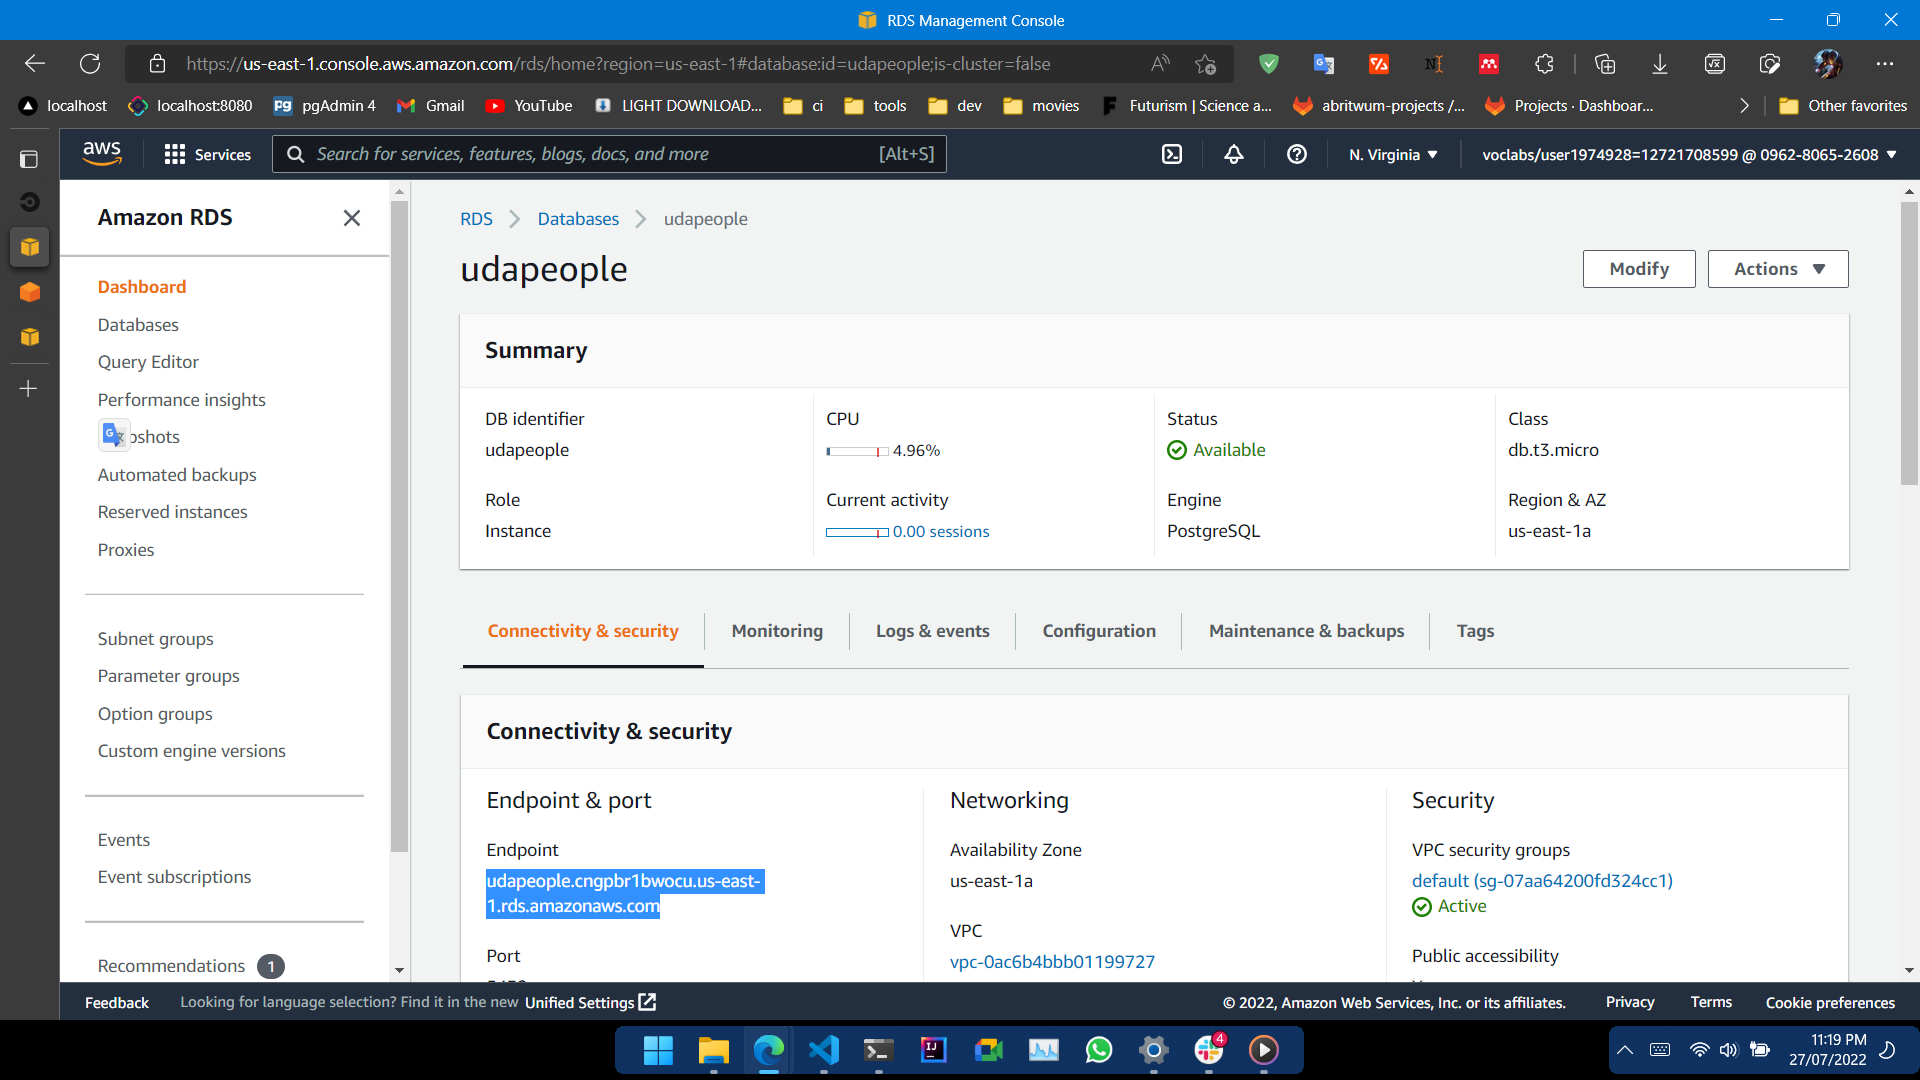 RDS Management Console
https://us-east-1.console.aws.amazon.com/rds/home?region=us-east-1#database:id=udapeople;is-cluster=false
localhost localhost:8080 pgAdmin 4 Gmail YouTube LIGHT DOWNLOAD... ci tools dev movies Futurism | Science a... abritwum-projects /... Projects · Dashboar... Other favorites
aws Services Search for services, features, blogs, docs, and more [Alt+S] N. Virginia voclabs/user1974928=12721708599 @ 0962-8065-2608
Amazon RDS
Dashboard
Databases
Query Editor
Performance insights
pshots
Automated backups
Reserved instances
Proxies
Subnet groups
Parameter groups
Option groups
Custom engine versions
Events
Event subscriptions
Recommendations 1
RDS Databases udapeople
udapeople
Modify Actions
Summary
DB identifier
udapeople
CPU
4.96%
Status
Available
Class
db.t3.micro
Role
Instance
Current activity
0.00 sessions
Engine
PostgreSQL
Region & AZ
us-east-1a
Connectivity & security Monitoring Logs & events Configuration Maintenance & backups Tags
Connectivity & security
Endpoint & port
Endpoint
udapeople.cngpbr1bwocu.us-east-
1.rds.amazonaws.com
Port
Networking
Availability Zone
us-east-1a
VPC
vpc-0ac6b4bbb01199727
Security
VPC security groups
default (sg-07aa64200fd324cc1)
Active
Public accessibility
Feedback Looking for language selection? Find it in the new Unified Settings © 2022, Amazon Web Services, Inc. or its affiliates. Privacy Terms Cookie preferences
4
11:19 PM
27/07/2022